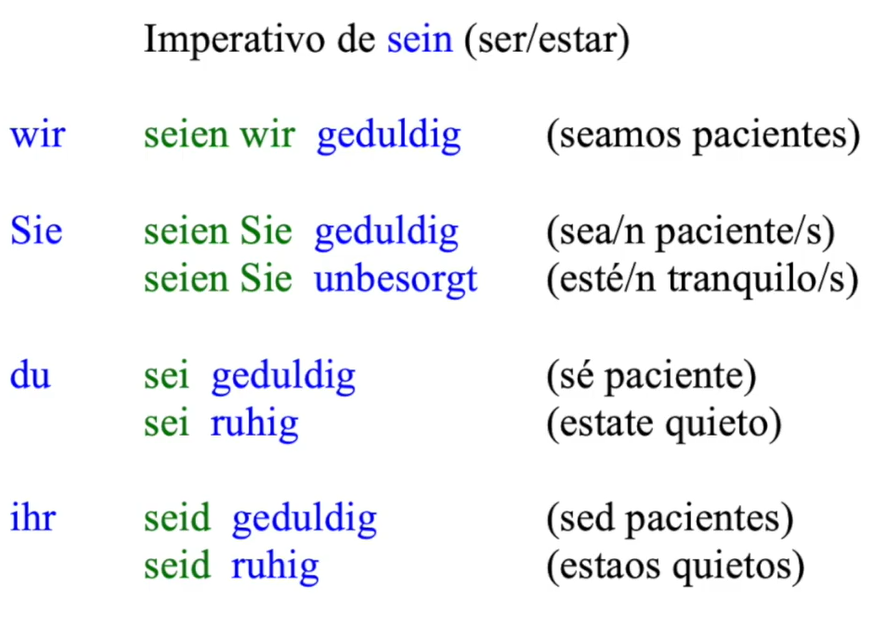 Imperativo de sein (ser/estar)
wir seien wir geduldig (seamos pacientes)
Sie seien Sie geduldig (sea/n paciente/s)
seien Sie unbesorgt (esté/n tranquilo/s)
du sei geduldig (sé paciente)
sei ruhig (estate quieto)
ihr seid geduldig (sed pacientes)
seid ruhig (estaos quietos)